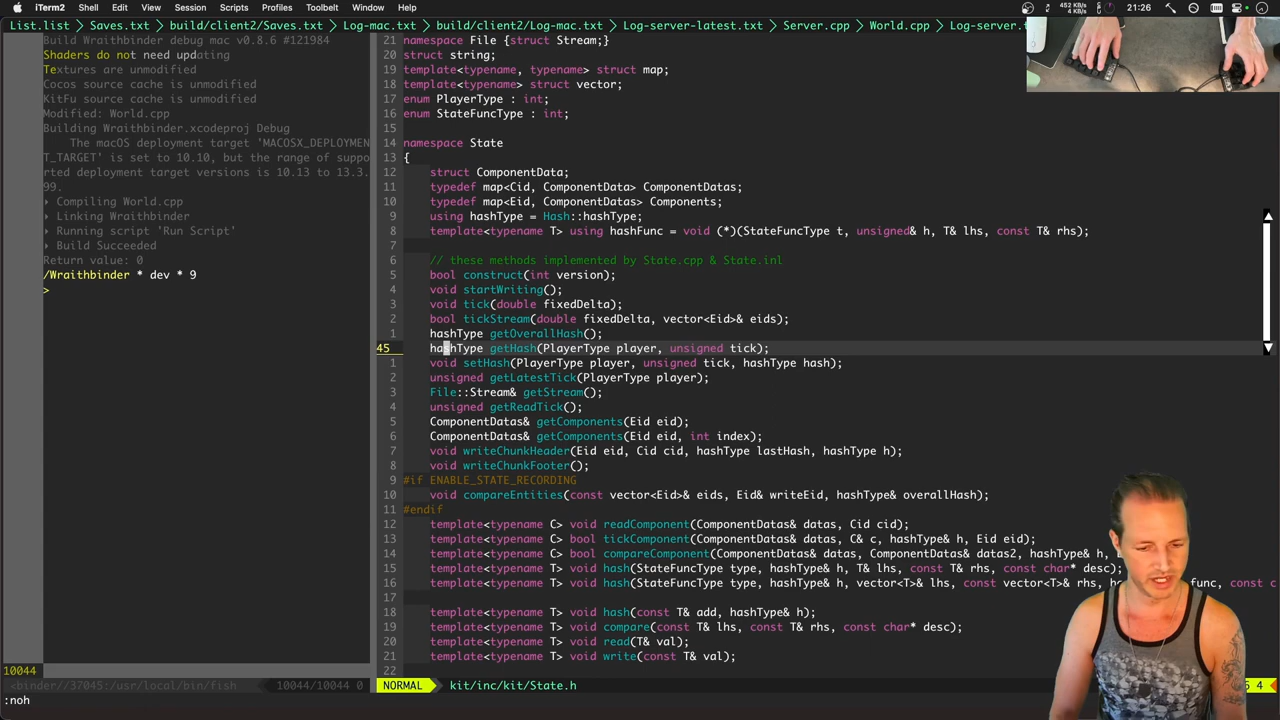 iTerm2 Shell Edit View Session Scripts Profiles Toolbelt Window Help 452 KB/s 4 KB/s 21:26
List.list > Saves.txt > build/client2/Saves.txt > Log-mac.txt > build/client2/Log-mac.txt > Log-server-latest.txt > Server.cpp > World.cpp > Log-server.t
Build Wraithbinder debug mac v0.8.6 #121984
Shaders do not need updating
Textures are unmodified
Cocos source cache is unmodified
KitFu source cache is unmodified
Modified: World.cpp
Building Wraithbinder.xcodeproj Debug
The macOS deployment target 'MACOSX_DEPLOYMEN
T_TARGET' is set to 10.10, but the range of suppo
rted deployment target versions is 10.13 to 13.3.
99.
▸ Compiling World.cpp
▸ Linking Wraithbinder
▸ Running script 'Run Script'
▸ Build Succeeded
Return value: 0
/Wraithbinder * dev * 9
>
10044
<binder//37045:/usr/local/bin/fish 10044/10044 0
21 namespace File {struct Stream;}
20 struct string;
19 template<typename, typename> struct map;
18 template<typename> struct vector;
17 enum PlayerType : int;
16 enum StateFuncType : int;
15
14 namespace State
13 {
12 struct ComponentData;
11 typedef map<Cid, ComponentData> ComponentDatas;
10 typedef map<Eid, ComponentDatas> Components;
9 using hashType = Hash::hashType;
8 template<typename T> using hashFunc = void (*)(StateFuncType t, unsigned& h, T& lhs, const T& rhs);
7
6 // these methods implemented by State.cpp & State.inl
5 bool construct(int version);
4 void startWriting();
3 void tick(double fixedDelta);
2 bool tickStream(double fixedDelta, vector<Eid>& eids);
1 hashType getOverallHash();
45 hashType getHash(PlayerType player, unsigned tick);
1 void setHash(PlayerType player, unsigned tick, hashType hash);
2 unsigned getLatestTick(PlayerType player);
3 File::Stream& getStream();
4 unsigned getReadTick();
5 ComponentDatas& getComponents(Eid eid);
6 ComponentDatas& getComponents(Eid eid, int index);
7 void writeChunkHeader(Eid eid, Cid cid, hashType lastHash, hashType h);
8 void writeChunkFooter();
9 #if ENABLE_STATE_RECORDING
10 void compareEntities(const vector<Eid>& eids, Eid& writeEid, hashType& overallHash);
11 #endif
12 template<typename C> void readComponent(ComponentDatas& datas, Cid cid);
13 template<typename C> bool tickComponent(ComponentDatas& datas, C& c, hashType& h, Eid eid);
14 template<typename C> bool compareComponent(ComponentDatas& datas, ComponentDatas& datas2, hashType& h, E
15 template<typename T> void hash(StateFuncType type, hashType& h, T& lhs, const T& rhs, const char* desc);
16 template<typename T> void hash(StateFuncType type, hashType& h, vector<T>& lhs, const vector<T>& rhs, ha func, const c
17
18 template<typename T> void hash(const T& add, hashType& h);
19 template<typename T> void compare(const T& lhs, const T& rhs, const char* desc);
20 template<typename T> void read(T& val);
21 template<typename T> void write(const T& val);
22
NORMAL kit/inc/kit/State.h 4
:noh